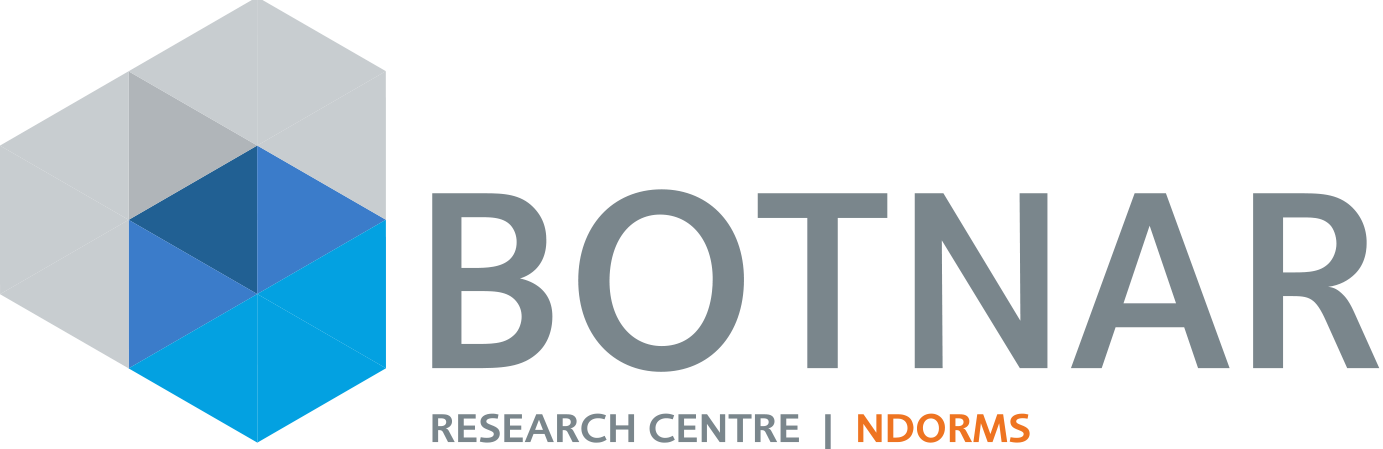 BOTNAR
RESEARCH CENTRE | NDORMS